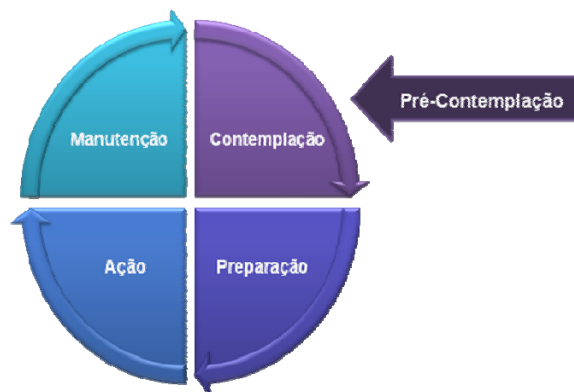 Manutenção
Contemplação
Pré-Contemplação
Ação
Preparação